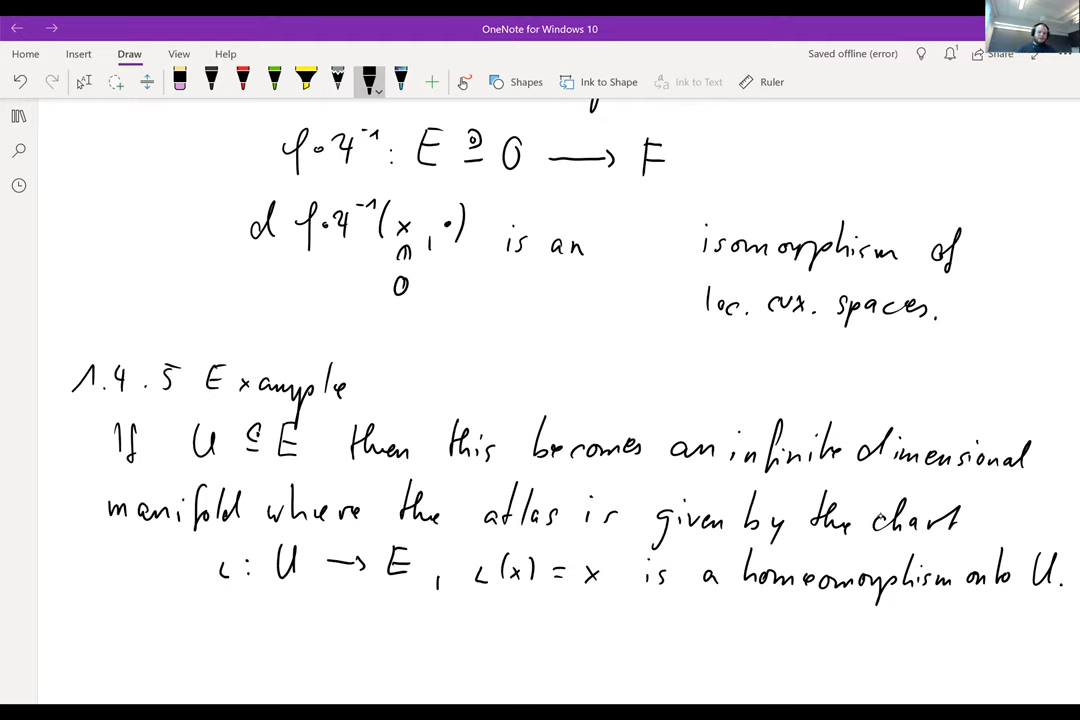 OneNote for Windows 10
Home Insert Draw View Help Saved offline (error) Share
Shapes Ink to Shape Ink to Text Ruler
φ∘ψ⁻¹ : E ⊇ O → F
d φ∘ψ⁻¹(x, •) is an isomorphism of
O loc. cvx. spaces.
1.4.5 Example
If U ⊆ E then this becomes an infinite dimensional
manifold where the atlas is given by the chart
ι : U → E, ι(x) = x is a homeomorphism onto U.